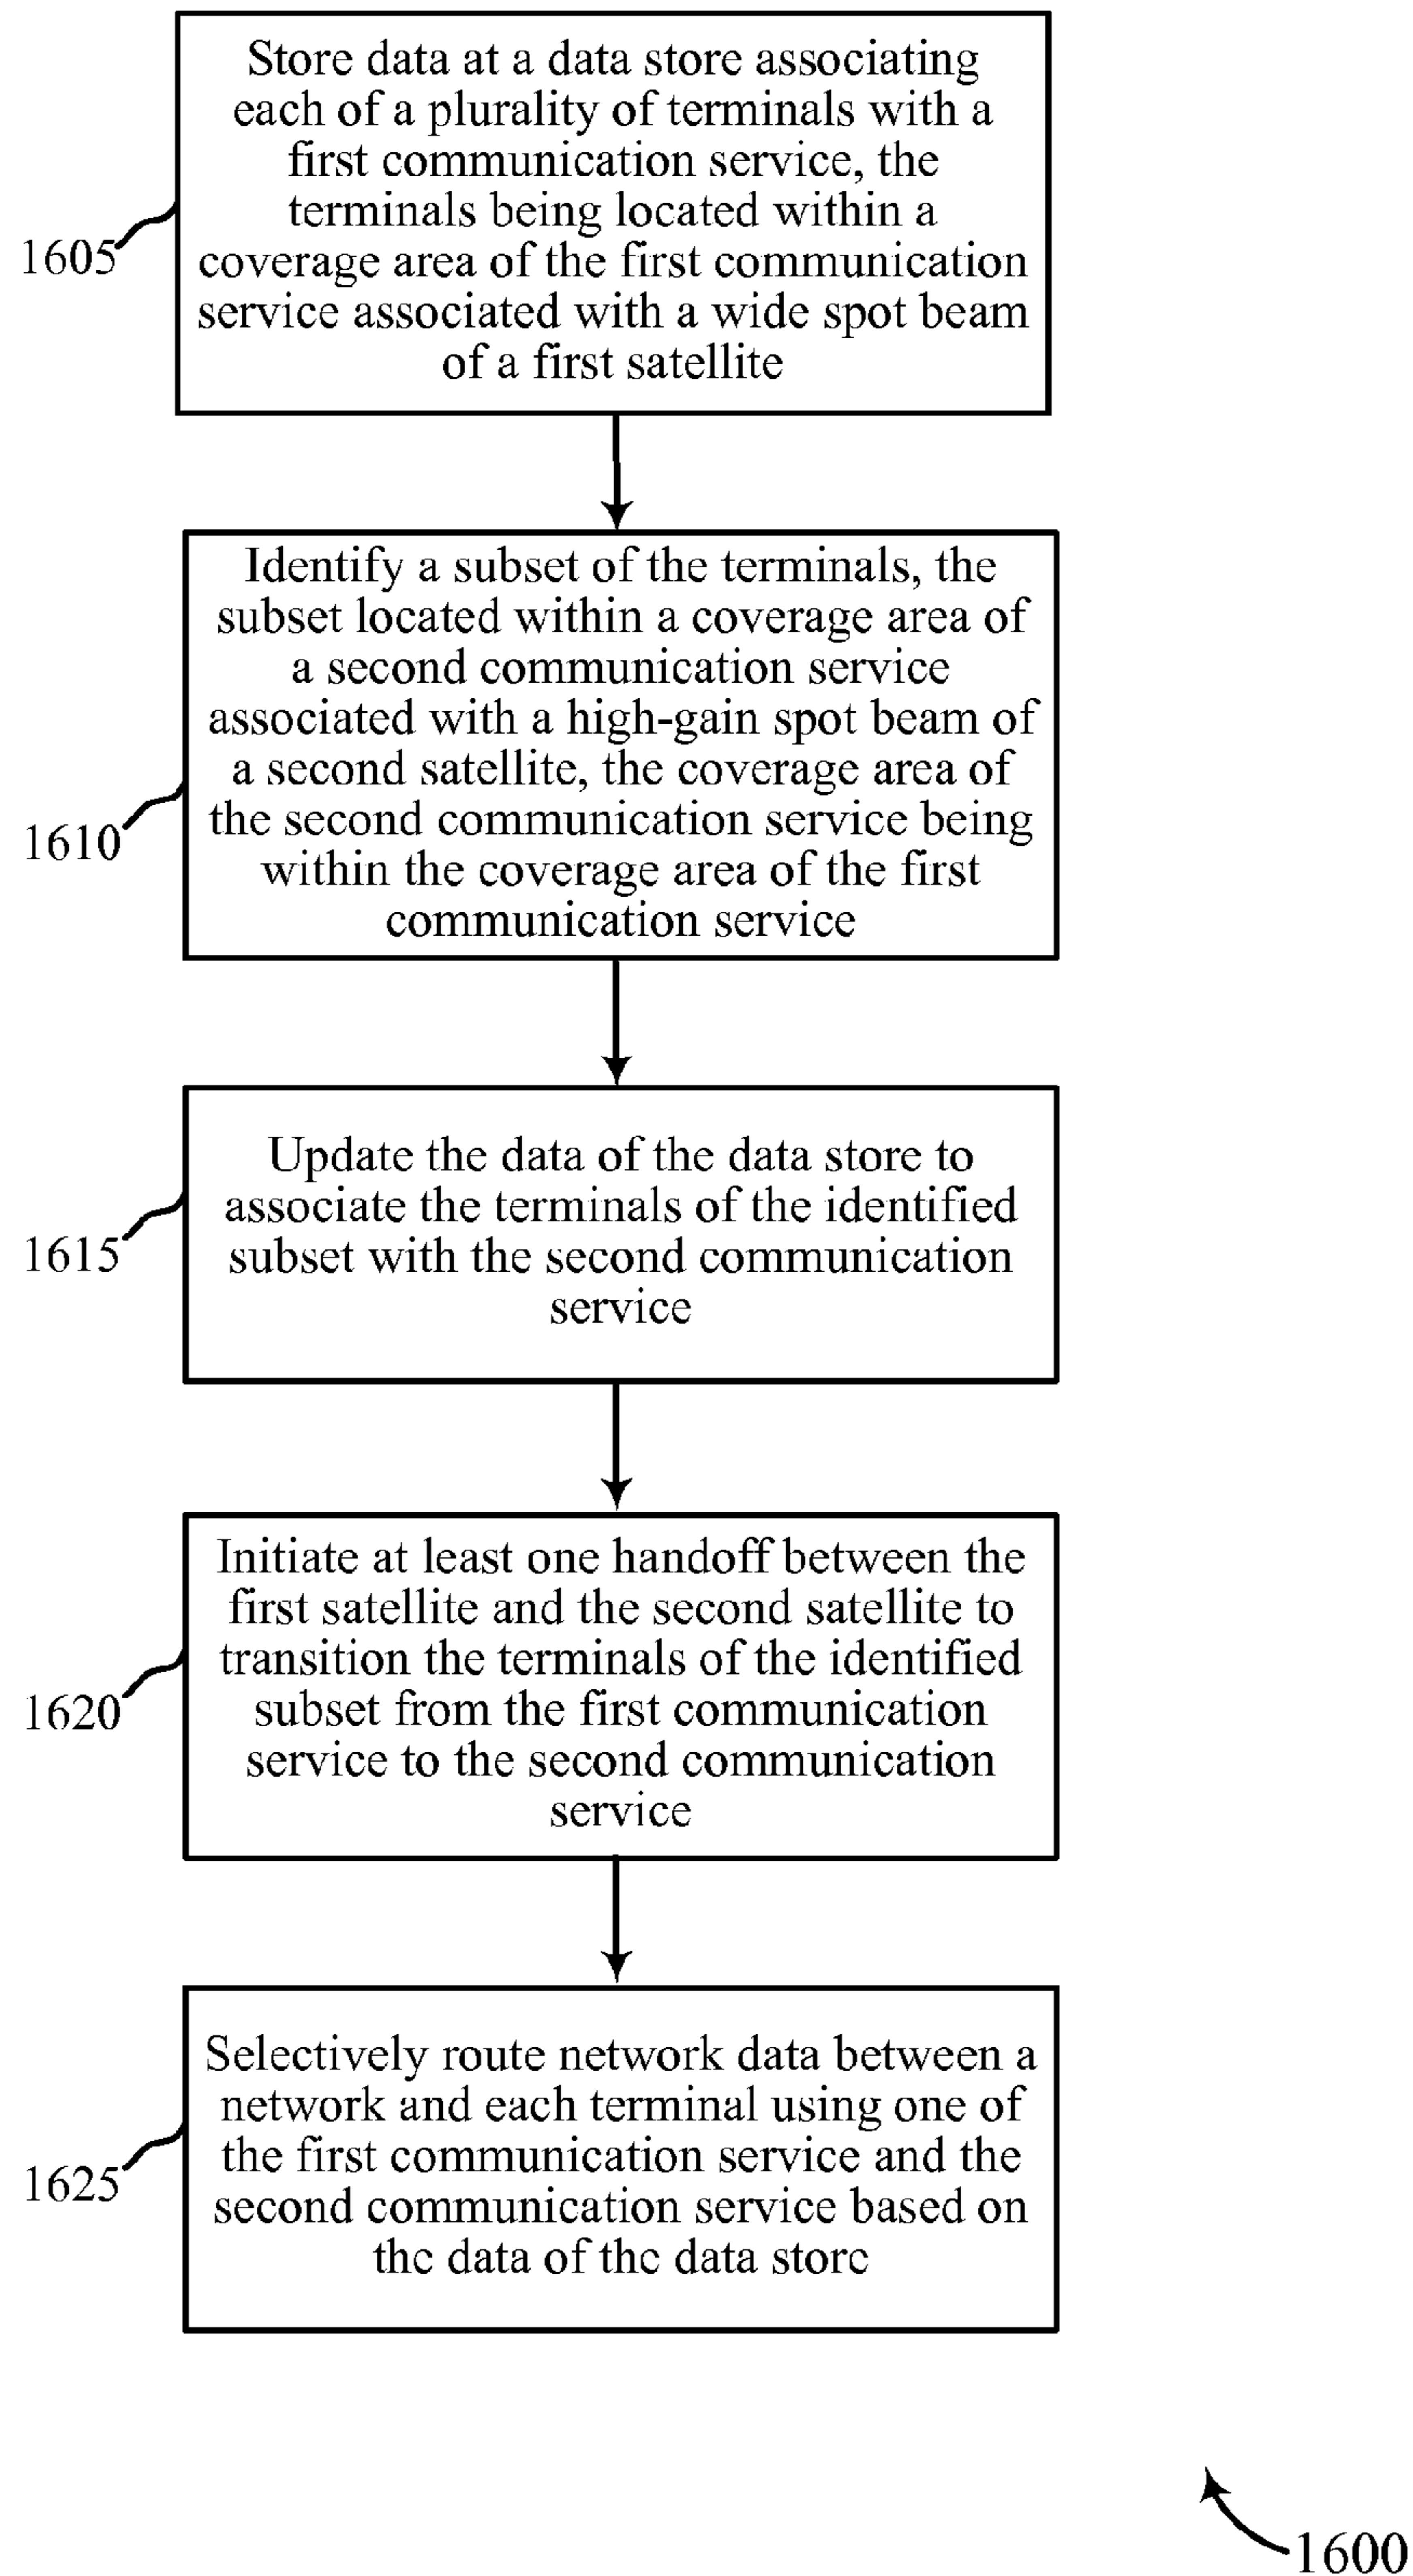 Store data at a data store associating
each of a plurality of terminals with a
first communication service, the
terminals being located within a
coverage area of the first communication
service associated with a wide spot beam
of a first satellite
1605
Identify a subset of the terminals, the
subset located within a coverage area of
a second communication service
associated with a high-gain spot beam of
a second satellite, the coverage area of
the second communication service being
within the coverage area of the first
communication service
1610
Update the data of the data store to
associate the terminals of the identified
subset with the second communication
service
1615
Initiate at least one handoff between the
first satellite and the second satellite to
transition the terminals of the identified
subset from the first communication
service to the second communication
service
1620
Selectively route network data between a
network and each terminal using one of
the first communication service and the
second communication service based on
the data of the data store
1625
1600